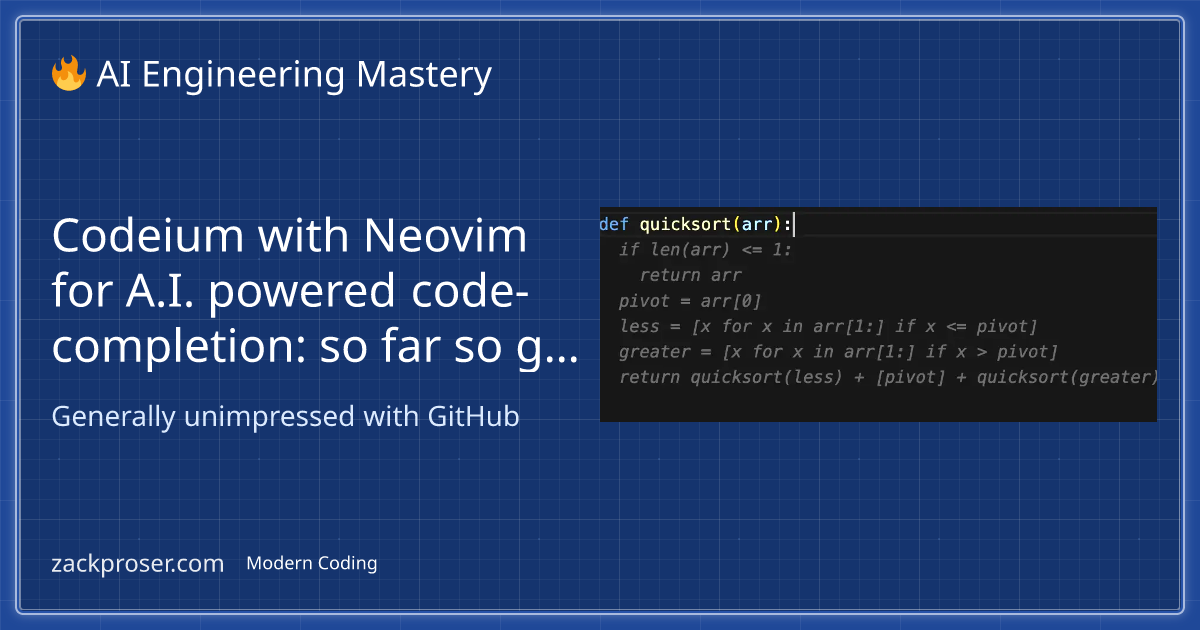 🔥 AI Engineering Mastery
Codeium with Neovim
for A.I. powered code-
completion: so far so g...
Generally unimpressed with GitHub
def quicksort(arr):
if len(arr) <= 1:
return arr
pivot = arr[0]
less = [x for x in arr[1:] if x <= pivot]
greater = [x for x in arr[1:] if x > pivot]
return quicksort(less) + [pivot] + quicksort(greater)
zackproser.com Modern Coding